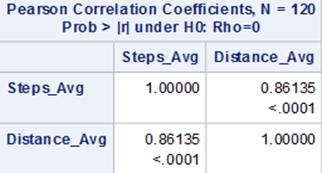 Pearson Correlation Coefficients, N = 120
Prob > |r| under H0: Rho=0
Steps_Avg Distance_Avg
Steps_Avg 1.00000 0.86135
<.0001
Distance_Avg 0.86135 1.00000
<.0001